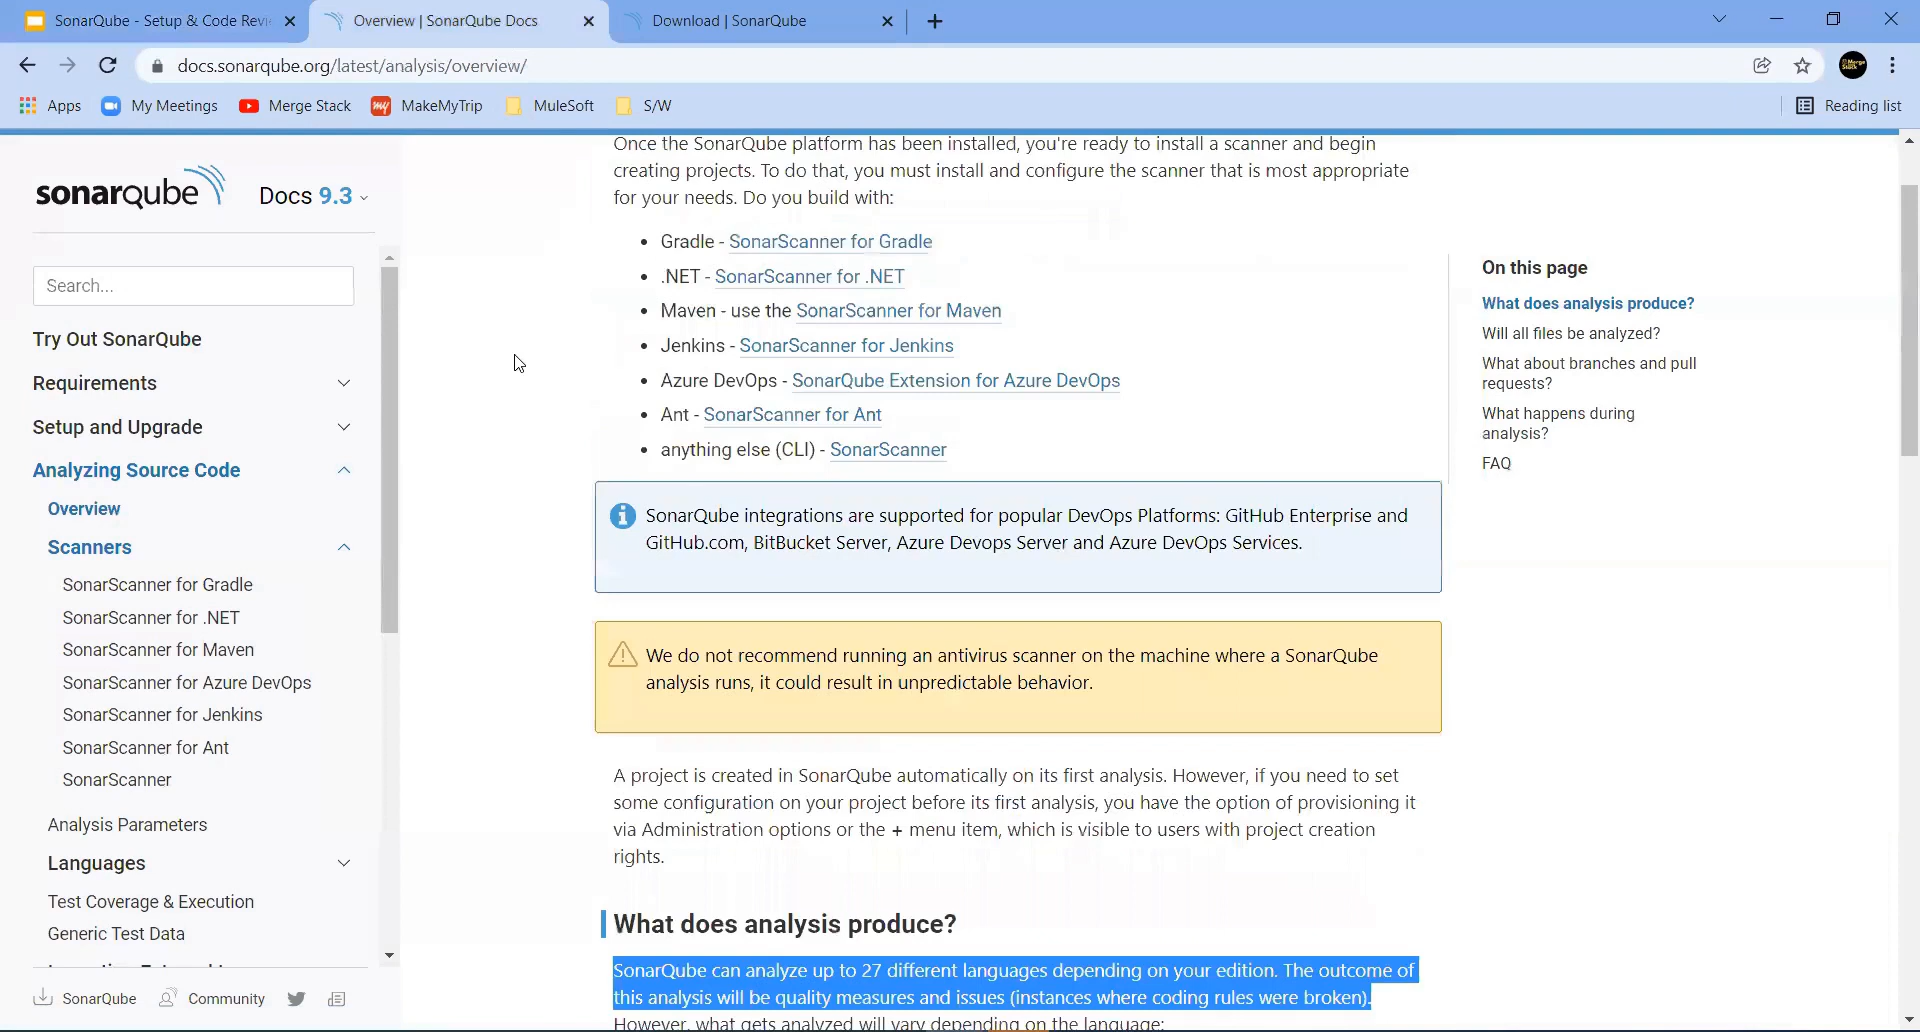 SonarQube - Setup & Code Revi
Overview | SonarQube Docs
Download | SonarQube
docs.sonarqube.org/latest/analysis/overview/
Apps
My Meetings
Merge Stack
my
MakeMyTrip
MuleSoft
S/W
Reading list
sonarqube
Docs 9.3
Search...
Try Out SonarQube
Requirements
Setup and Upgrade
Analyzing Source Code
Overview
Scanners
SonarScanner for Gradle
SonarScanner for .NET
SonarScanner for Maven
SonarScanner for Azure DevOps
SonarScanner for Jenkins
SonarScanner for Ant
SonarScanner
Analysis Parameters
Languages
Test Coverage & Execution
Generic Test Data
SonarQube
Community
Once the SonarQube platform has been installed, you're ready to install a scanner and begin
creating projects. To do that, you must install and configure the scanner that is most appropriate
for your needs. Do you build with:
• Gradle - SonarScanner for Gradle
• .NET - SonarScanner for .NET
• Maven - use the SonarScanner for Maven
• Jenkins - SonarScanner for Jenkins
• Azure DevOps - SonarQube Extension for Azure DevOps
• Ant - SonarScanner for Ant
• anything else (CLI) - SonarScanner
SonarQube integrations are supported for popular DevOps Platforms: GitHub Enterprise and
GitHub.com, BitBucket Server, Azure Devops Server and Azure DevOps Services.
We do not recommend running an antivirus scanner on the machine where a SonarQube
analysis runs, it could result in unpredictable behavior.
A project is created in SonarQube automatically on its first analysis. However, if you need to set
some configuration on your project before its first analysis, you have the option of provisioning it
via Administration options or the + menu item, which is visible to users with project creation
rights.
What does analysis produce?
SonarQube can analyze up to 27 different languages depending on your edition. The outcome of
this analysis will be quality measures and issues (instances where coding rules were broken).
However, what gets analyzed will vary depending on the language:
On this page
What does analysis produce?
Will all files be analyzed?
What about branches and pull
requests?
What happens during
analysis?
FAQ